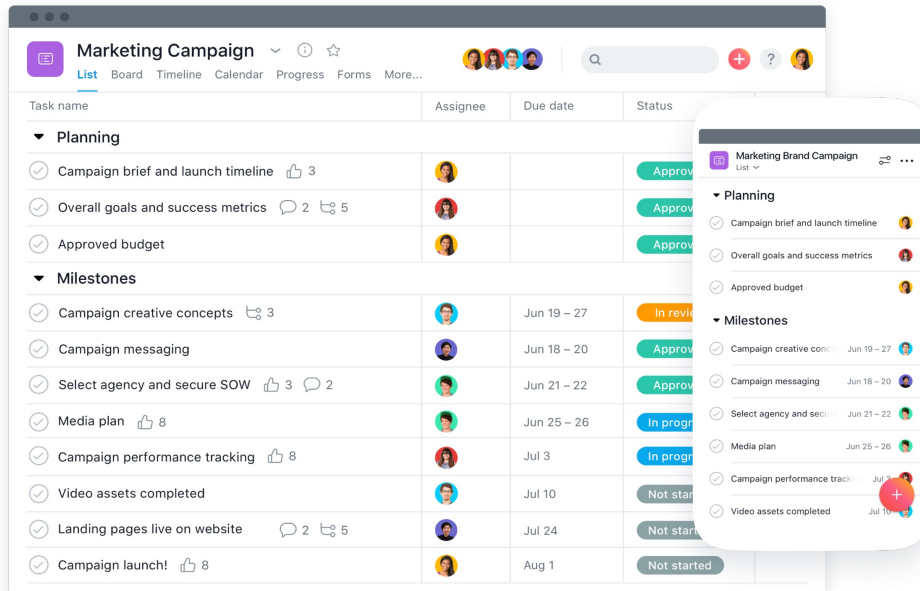 Marketing Campaign
List Board Timeline Calendar Progress Forms More...
?
Task name Assignee Due date Status
Planning
Campaign brief and launch timeline 3 Approv
Overall goals and success metrics 2 5 Approv
Approved budget Approv
Milestones
Campaign creative concepts 3 Jun 19 – 27 In revie
Campaign messaging Jun 18 – 20 Approv
Select agency and secure SOW 3 2 Jun 21 – 22 Approv
Media plan 8 Jun 25 – 26 In progr
Campaign performance tracking 8 Jul 3 In progr
Video assets completed Jul 10 Not star
Landing pages live on website 2 5 Jul 24 Not start
Campaign launch! 8 Aug 1 Not started
Marketing Brand Campaign
List
Planning
Campaign brief and launch timeline
Overall goals and success metrics
Approved budget
Milestones
Campaign creative conc Jun 19 – 27
Campaign messaging Jun 18 – 20
Select agency and secur Jun 21 – 22
Media plan Jun 25 – 26
Campaign performance track Jul 3
Video assets completed Jul 10